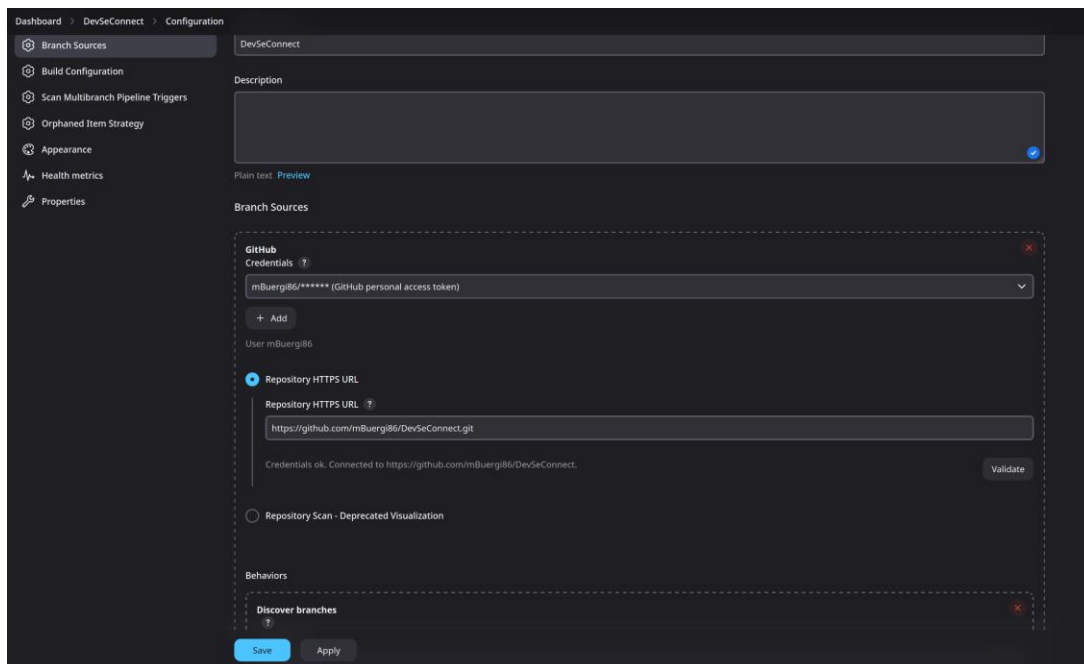 Dashboard > DevSeConnect > Configuration
Branch Sources
Build Configuration
Scan Multibranch Pipeline Triggers
Orphaned Item Strategy
Appearance
Health metrics
Properties
DevSeConnect
Description
Plain text Preview
Branch Sources
GitHub
Credentials ?
mBuergi86/****** (GitHub personal access token)
+ Add
User mBuergi86
Repository HTTPS URL
Repository HTTPS URL ?
https://github.com/mBuergi86/DevSeConnect.git
Credentials ok. Connected to https://github.com/mBuergi86/DevSeConnect.
Validate
Repository Scan - Deprecated Visualization
Behaviors
Discover branches
?
Save Apply